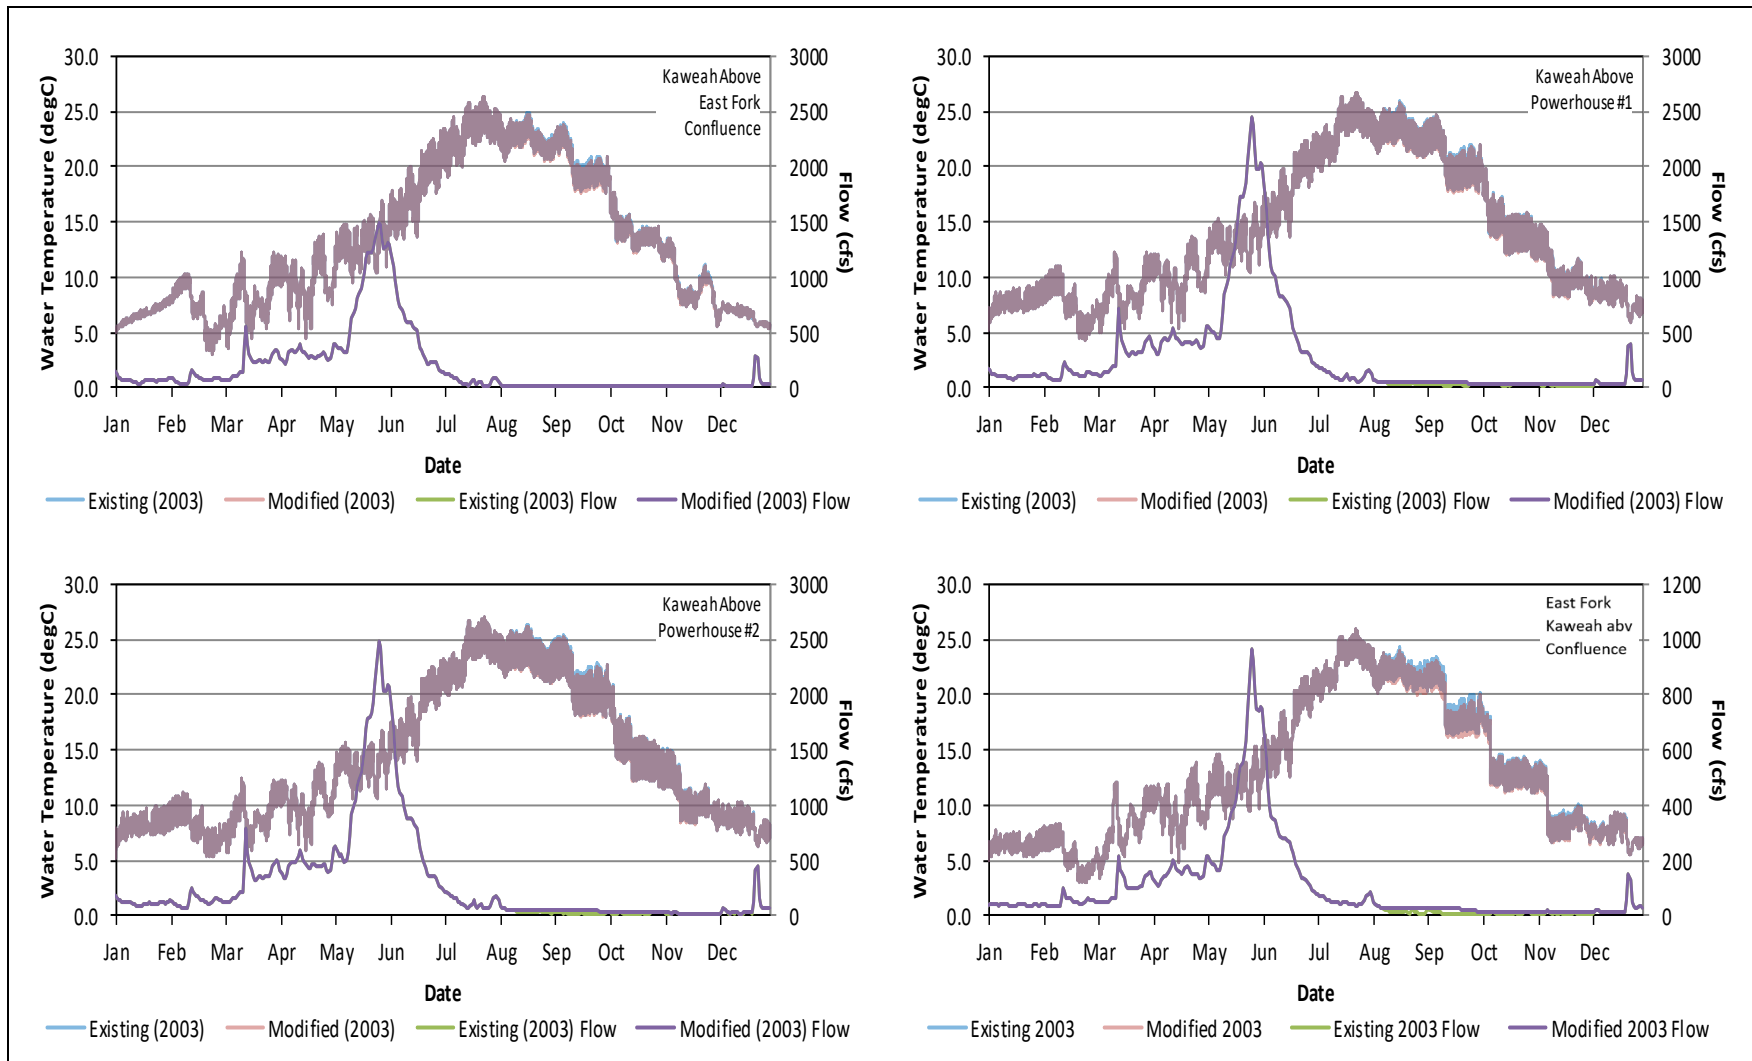 Kaweah Above
East Fork
Confluence
Water Temperature (degC)
30.0
25.0
20.0
15.0
10.0
5.0
0.0
3000
2500
2000
1500
1000
500
0
Flow (cfs)
Jan Feb Mar Apr May Jun Jul Aug Sep Oct Nov Dec
Date
Existing (2003) Modified (2003) Existing (2003) Flow Modified (2003) Flow
Kaweah Above
Powerhouse #1
Water Temperature (degC)
30.0
25.0
20.0
15.0
10.0
5.0
0.0
3000
2500
2000
1500
1000
500
0
Flow (cfs)
Jan Feb Mar Apr May Jun Jul Aug Sep Oct Nov Dec
Date
Existing (2003) Modified (2003) Existing (2003) Flow Modified (2003) Flow
Kaweah Above
Powerhouse #2
Water Temperature (degC)
30.0
25.0
20.0
15.0
10.0
5.0
0.0
3000
2500
2000
1500
1000
500
0
Flow (cfs)
Jan Feb Mar Apr May Jun Jul Aug Sep Oct Nov Dec
Date
Existing (2003) Modified (2003) Existing (2003) Flow Modified (2003) Flow
East Fork
Kaweah abv
Confluence
Water Temperature (degC)
30.0
25.0
20.0
15.0
10.0
5.0
0.0
1200
1000
800
600
400
200
0
Flow (cfs)
Jan Feb Mar Apr May Jun Jul Aug Sep Oct Nov Dec
Date
Existing 2003 Modified 2003 Existing 2003 Flow Modified 2003 Flow